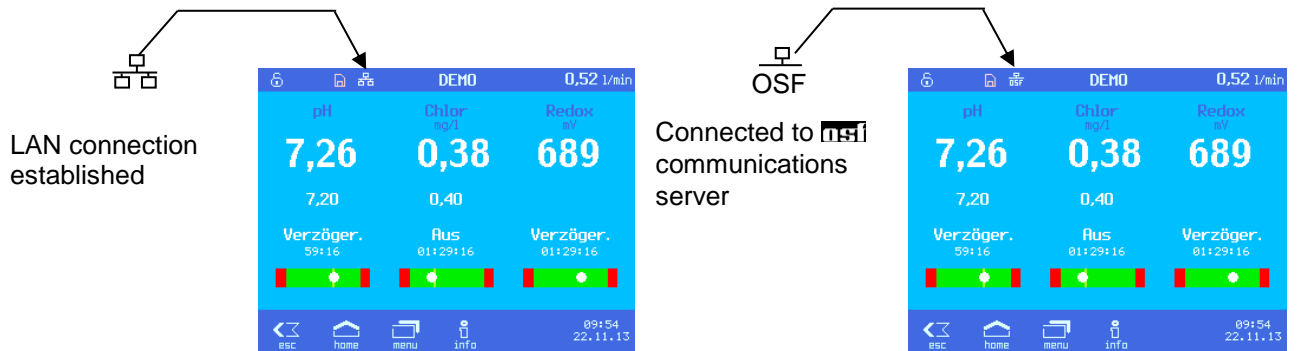 LAN connection
established
DEMO
0,52 l/min
pH
Chlor
mg/l
Redox
mV
7,26
0,38
689
7,20
0,40
Verzöger.
59:16
Aus
01:29:16
Verzöger.
01:29:16
esc
home
menu
info
09:54
22.11.13
OSF
Connected to osf
communications
server
OSF
DEMO
0,52 l/min
pH
Chlor
mg/l
Redox
mV
7,26
0,38
689
7,20
0,40
Verzöger.
59:16
Aus
01:29:16
Verzöger.
01:29:16
esc
home
menu
info
09:54
22.11.13